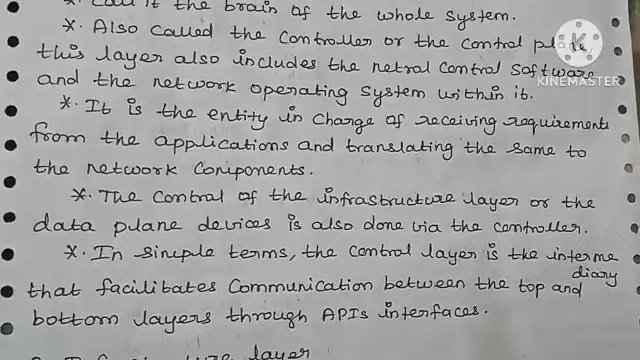 *. Call it the brain of the whole system.
*. Also called the controller or the control plane,
this layer also includes the netral control software
and the network operating system within it.
*. It is the entity in charge of receiving requirements
from the applications and translating the same to
the network components.
*. The control of the infrastructure layer or the
data plane devices is also done via the controller.
*. In simple terms, the control layer is the interme
diary
that facilitates communication between the top and
bottom layers through APIs interfaces.
layer
KINEMASTER